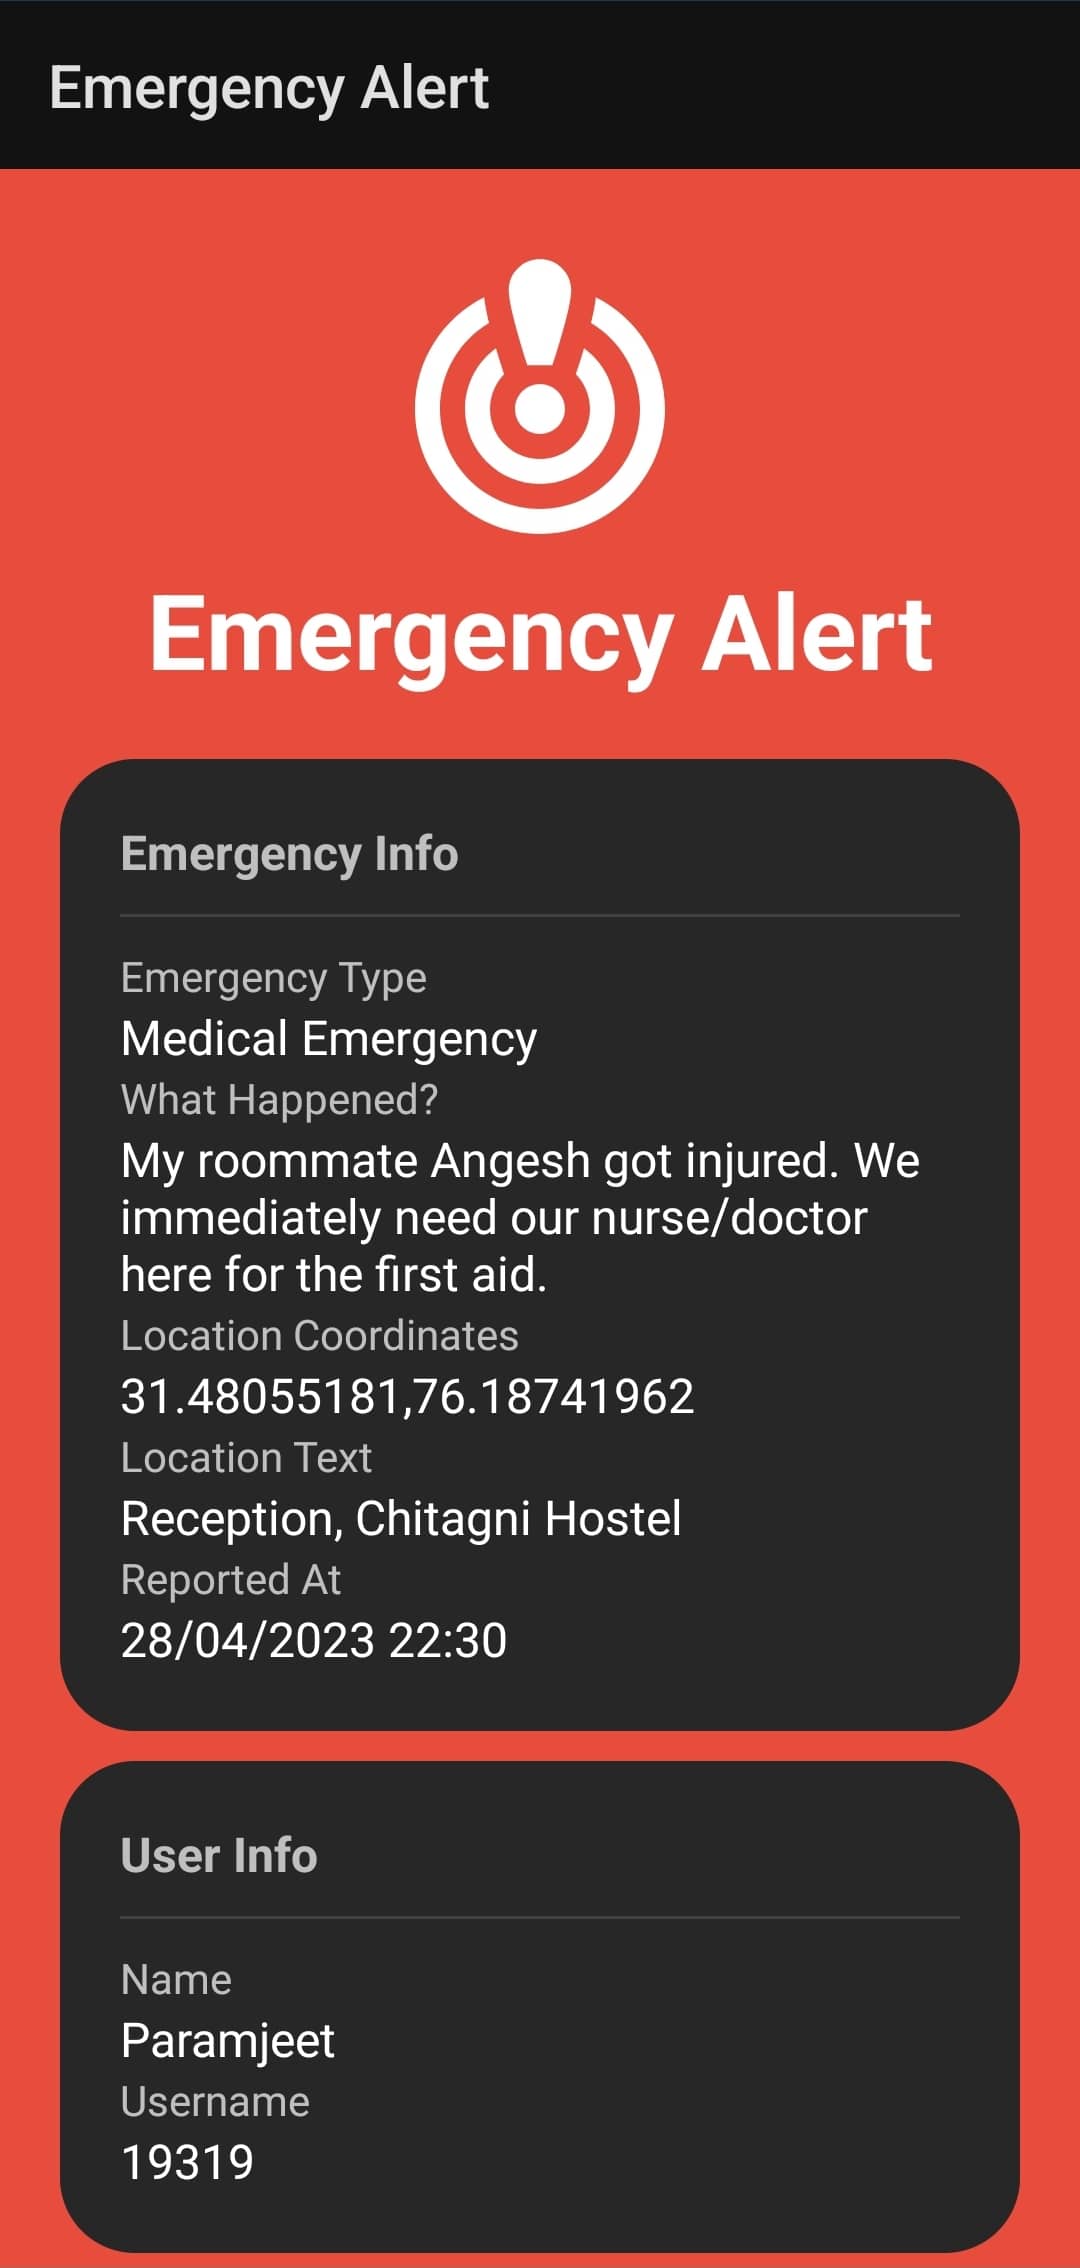 Emergency Alert
Emergency Alert
Emergency Info
Emergency Type
Medical Emergency
What Happened?
My roommate Angesh got injured. We
immediately need our nurse/doctor
here for the first aid.
Location Coordinates
31.48055181,76.18741962
Location Text
Reception, Chitagni Hostel
Reported At
28/04/2023 22:30
User Info
Name
Paramjeet
Username
19319